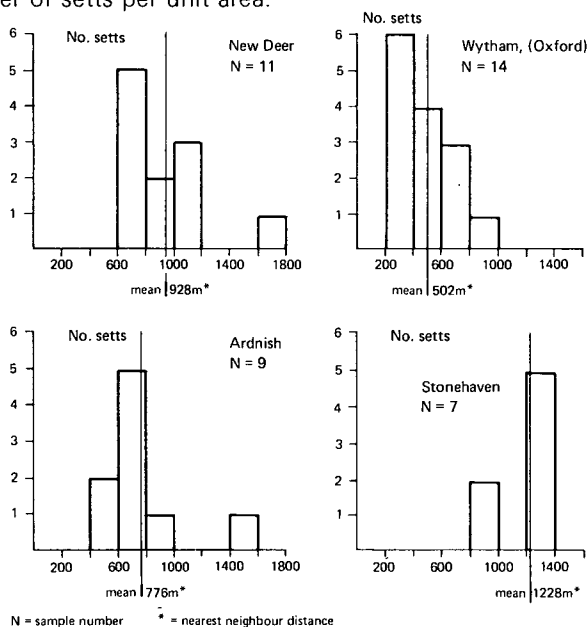 er of setts per unit area.
No. setts
New Deer
N = 11
6
5
4
3
2
1
200 600 1000 1400 1800
mean 928m*
No. setts
Wytham, (Oxford)
N = 14
6
5
4
3
2
1
200 600 1000 1400
mean 502m*
No. setts
Ardnish
N = 9
6
5
4
3
2
1
200 600 1000 1400 1800
mean 776m*
No. setts
Stonehaven
N = 7
6
5
4
3
2
1
200 600 1000 1400
mean 1228m*
N = sample number * = nearest neighbour distance